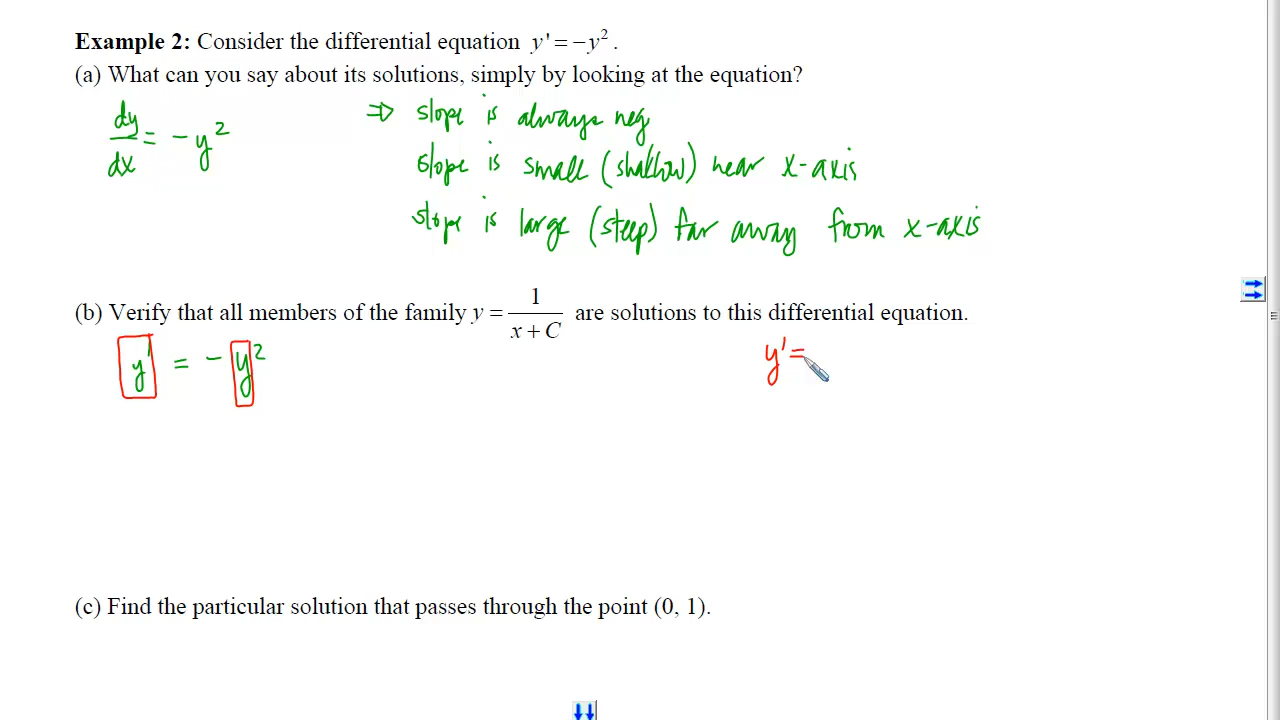 Example 2: Consider the differential equation y' = −y².
(a) What can you say about its solutions, simply by looking at the equation?
dy/dx = −y²
⇒ slope is always neg
slope is small (shallow) near x-axis
slope is large (steep) far away from x-axis
(b) Verify that all members of the family y = 1/(x + C) are solutions to this differential equation.
y' = −y²
y' =
(c) Find the particular solution that passes through the point (0, 1).